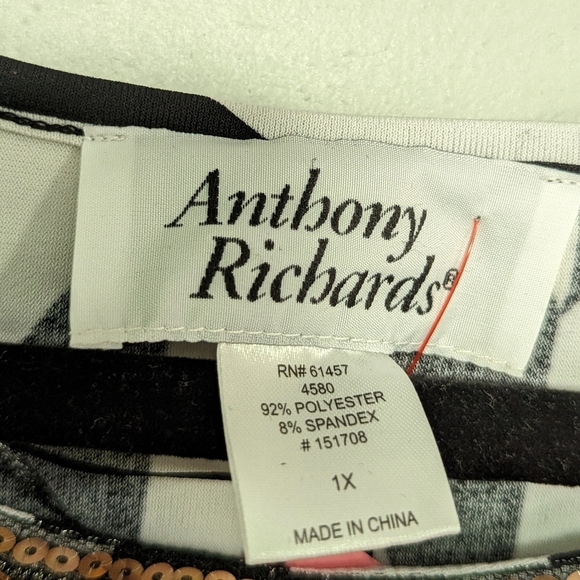 Anthony
Richards®
RN# 61457
4580
92% POLYESTER
8% SPANDEX
# 151708
1X
MADE IN CHINA